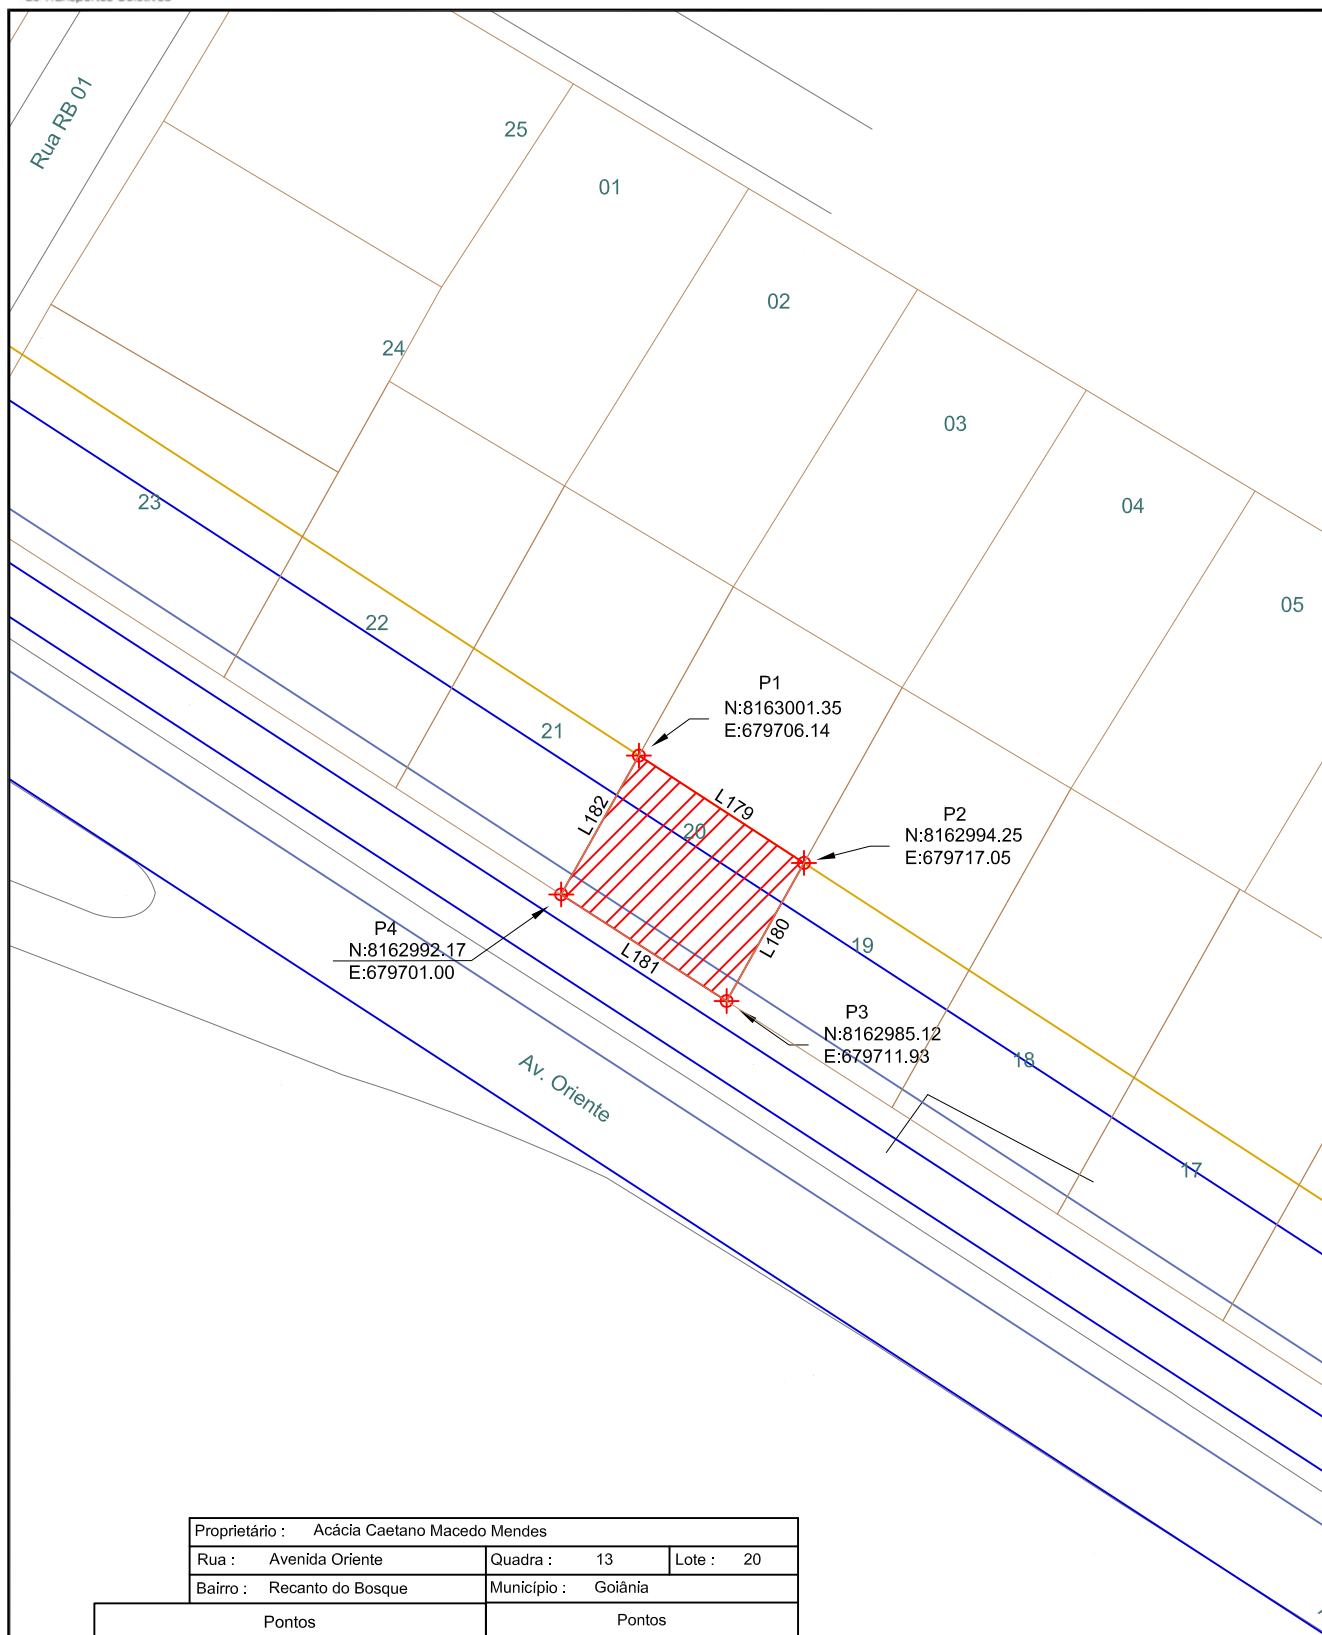 Rua RB 01
25
01
02
24
03
04
23
05
22
P1
N:8163001.35
E:679706.14
21
L182
L179
20
P2
N:8162994.25
E:679717.05
P4
N:8162992.17
E:679701.00
L181
L180
19
P3
N:8162985.12
E:679711.93
18
Av. Oriente
17
Proprietário : Acácia Caetano Macedo Mendes
Rua : Avenida Oriente Quadra : 13 Lote : 20
Bairro : Recanto do Bosque Município : Goiânia
Pontos Pontos